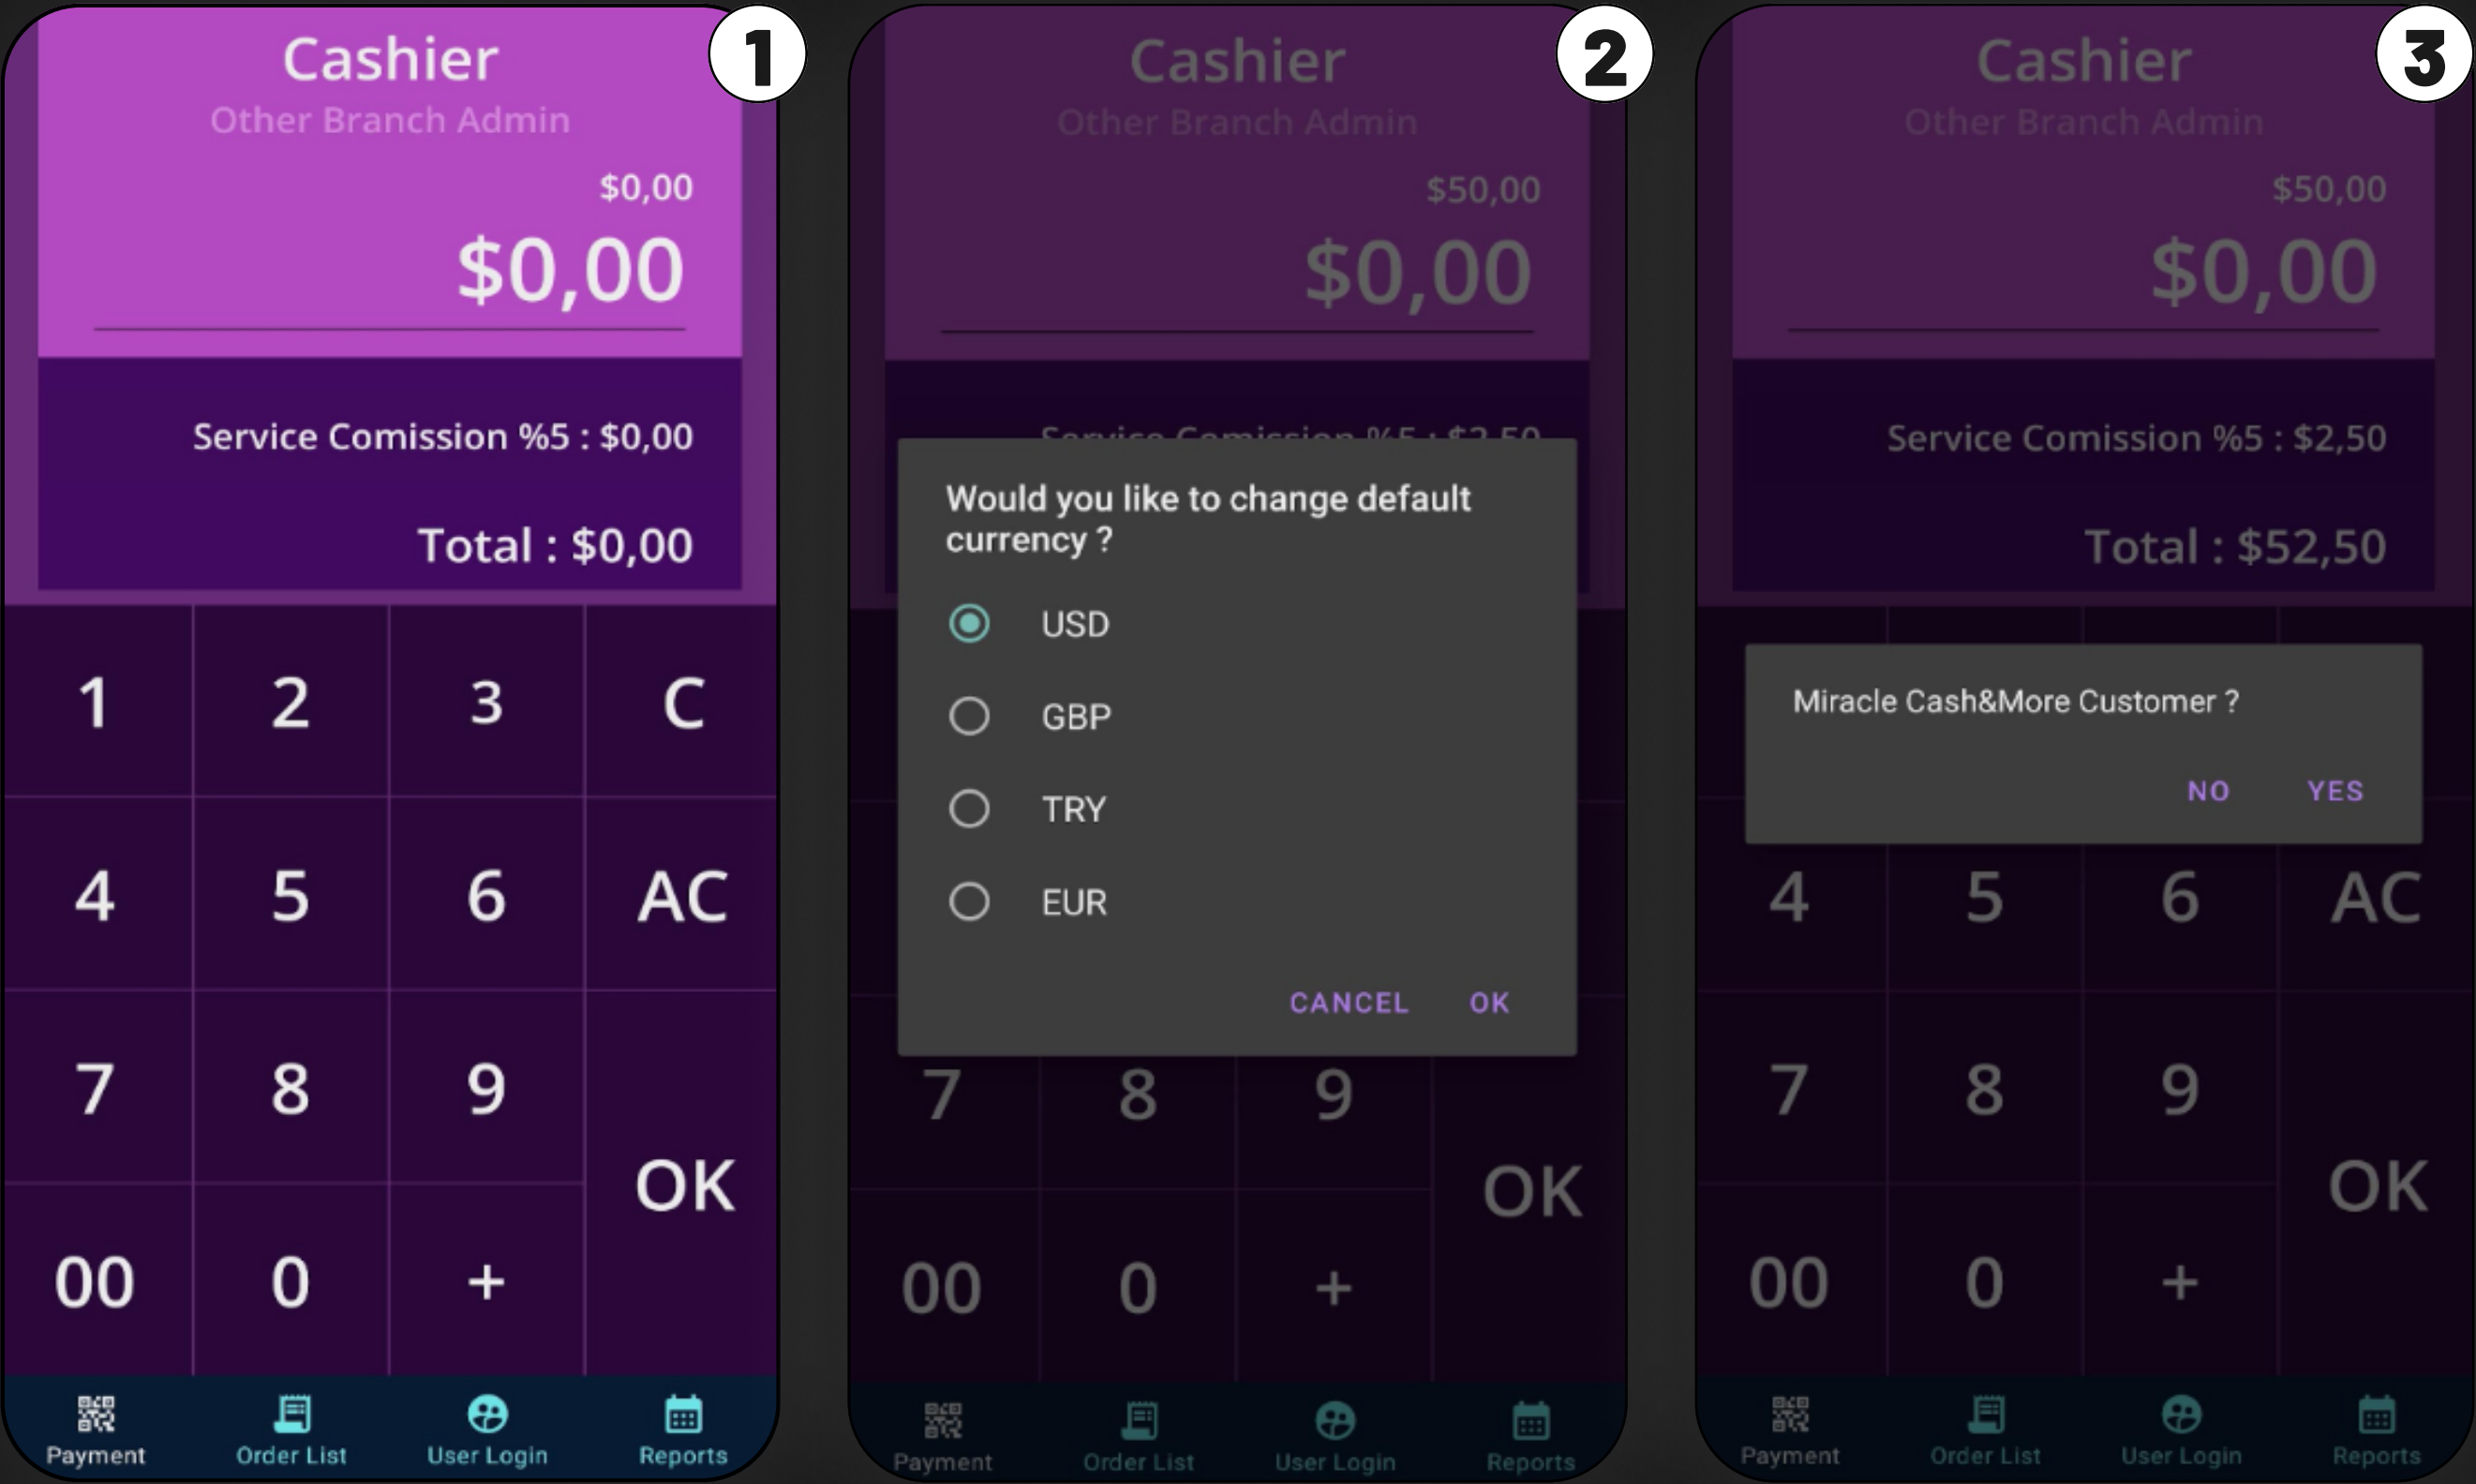 1
Cashier
Other Branch Admin
$0,00
$0,00
Service Comission %5 : $0,00
Total : $0,00
1 2 3 C
4 5 6 AC
7 8 9
OK
00 0 +
Payment Order List User Login Reports
2
Cashier
Other Branch Admin
$50,00
$0,00
Service Comission %5 : $2,50
Would you like to change default
currency ?
USD
GBP
TRY
EUR
CANCEL OK
7 8 9
OK
00 0 +
Payment Order List User Login Reports
3
Cashier
Other Branch Admin
$50,00
$0,00
Service Comission %5 : $2,50
Total : $52,50
Miracle Cash&More Customer ?
NO YES
4 5 6 AC
7 8 9
OK
00 0 +
Payment Order List User Login Reports